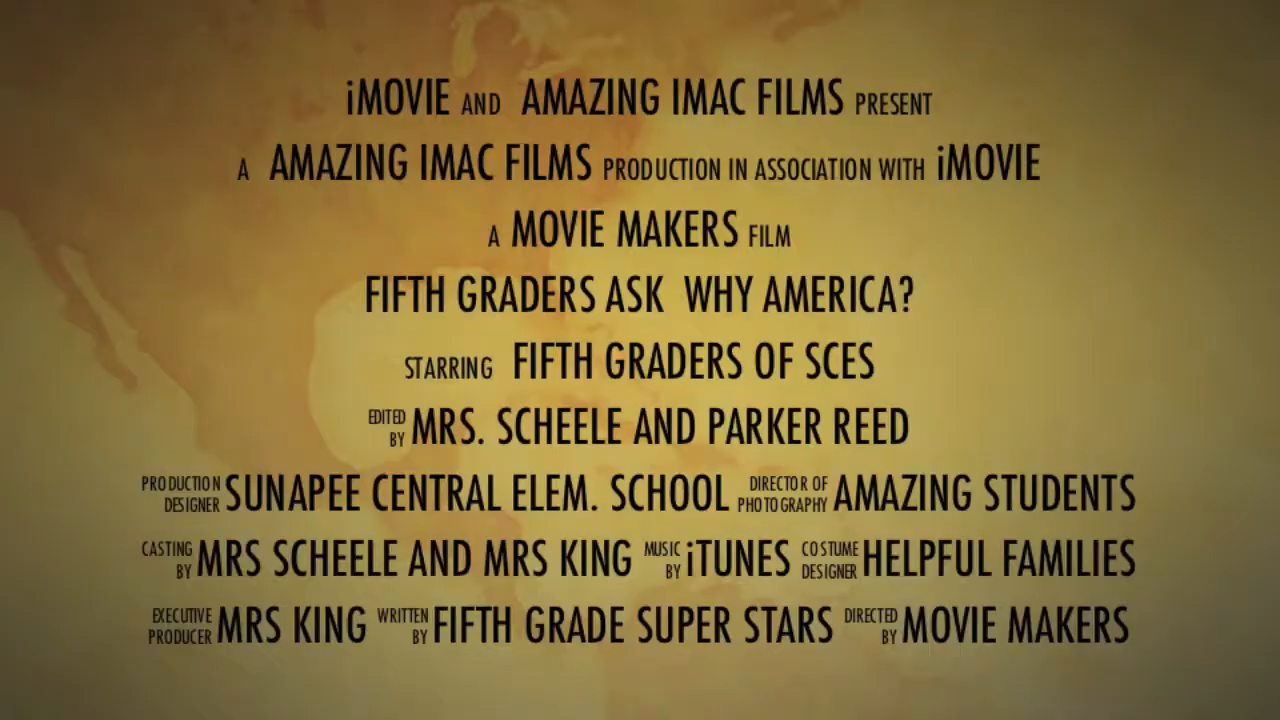 iMOVIE AND AMAZING IMAC FILMS PRESENT
A AMAZING IMAC FILMS PRODUCTION IN ASSOCIATION WITH iMOVIE
A MOVIE MAKERS FILM
FIFTH GRADERS ASK WHY AMERICA?
STARRING FIFTH GRADERS OF SCES
EDITED BY MRS. SCHEELE AND PARKER REED
PRODUCTION DESIGNER SUNAPEE CENTRAL ELEM. SCHOOL DIRECTOR OF PHOTOGRAPHY AMAZING STUDENTS
CASTING BY MRS SCHEELE AND MRS KING MUSIC BY iTUNES COSTUME DESIGNER HELPFUL FAMILIES
EXECUTIVE PRODUCER MRS KING WRITTEN BY FIFTH GRADE SUPER STARS DIRECTED BY MOVIE MAKERS